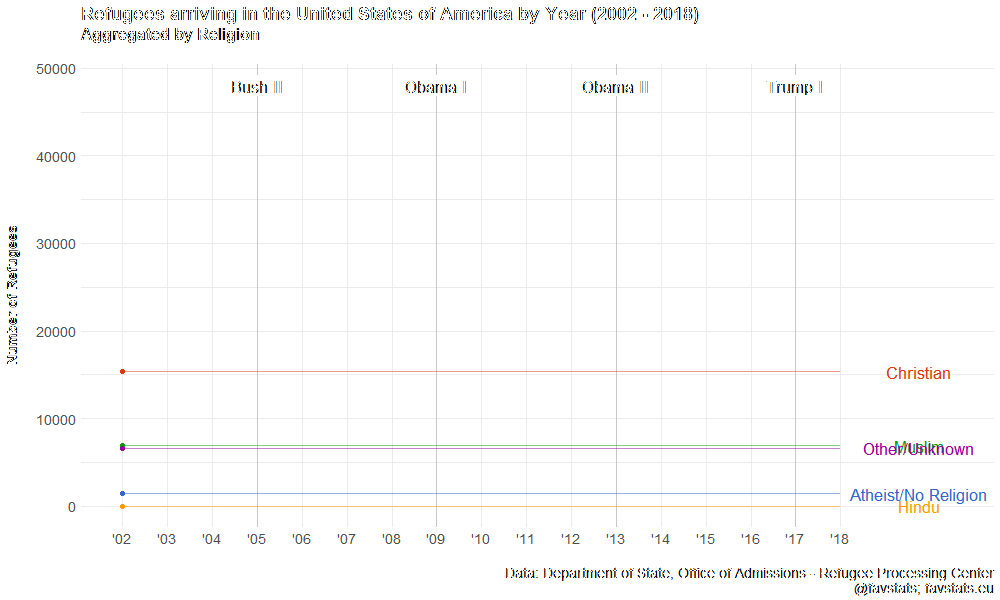 Refugees arriving in the United States of America by Year (2002 - 2018)
Aggregated by Religion
Number of Refugees
50000
40000
30000
20000
10000
0
Bush II
Obama I
Obama II
Trump I
Christian
Muslim
Other/Unknown
Atheist/No Religion
Hindu
'02 '03 '04 '05 '06 '07 '08 '09 '10 '11 '12 '13 '14 '15 '16 '17 '18
Data: Department of State, Office of Admissions - Refugee Processing Center
@favstats; favstats.eu